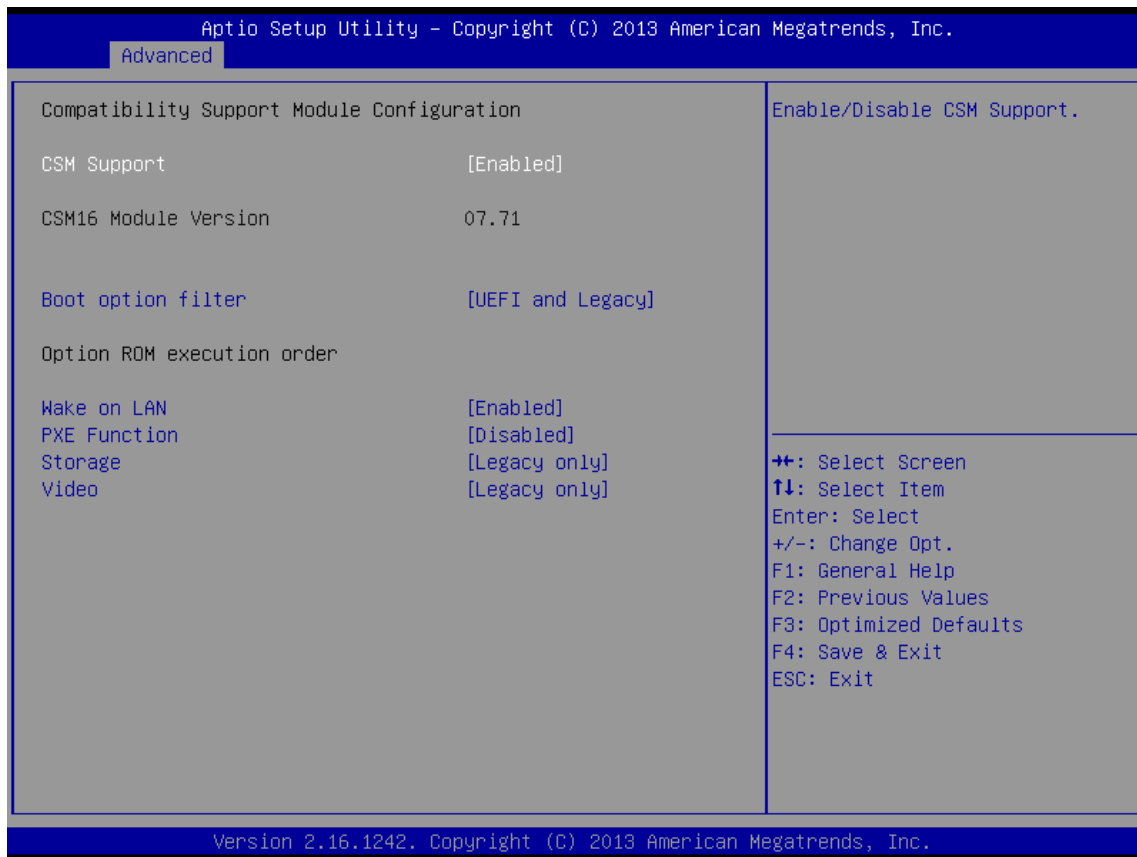 Aptio Setup Utility – Copyright (C) 2013 American Megatrends, Inc.
Advanced
Compatibility Support Module Configuration
CSM Support [Enabled]
CSM16 Module Version 07.71
Boot option filter [UEFI and Legacy]
Option ROM execution order
Wake on LAN [Enabled]
PXE Function [Disabled]
Storage [Legacy only]
Video [Legacy only]
Enable/Disable CSM Support.
→←: Select Screen
↑↓: Select Item
Enter: Select
+/-: Change Opt.
F1: General Help
F2: Previous Values
F3: Optimized Defaults
F4: Save & Exit
ESC: Exit
Version 2.16.1242. Copyright (C) 2013 American Megatrends, Inc.